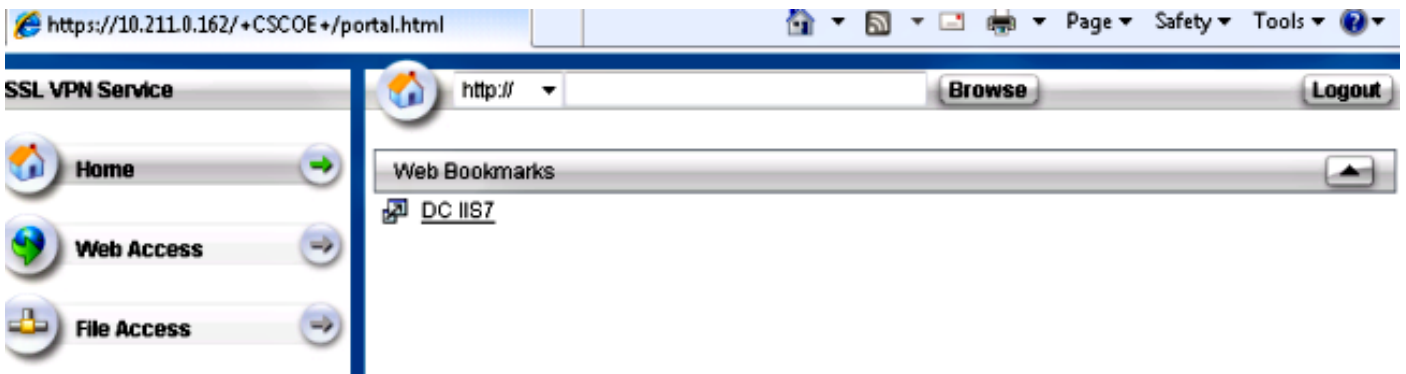 https://10.211.0.162/+CSCOE+/portal.html
Page Safety Tools
SSL VPN Service
http:// Browse Logout
Home
Web Bookmarks
DC IIS7
Web Access
File Access